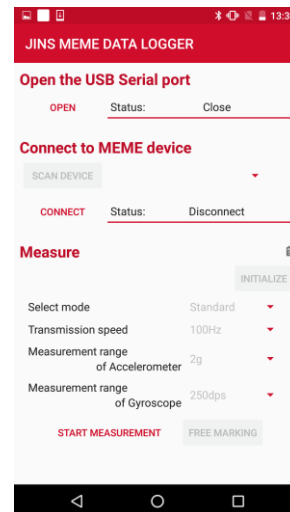 13:3
JINS MEME DATA LOGGER
Open the USB Serial port
OPEN Status: Close
Connect to MEME device
SCAN DEVICE
CONNECT Status: Disconnect
Measure
INITIALIZE
Select mode Standard
Transmission speed 100Hz
Measurement range
of Accelerometer 2g
Measurement range
of Gyroscope 250dps
START MEASUREMENT FREE MARKING